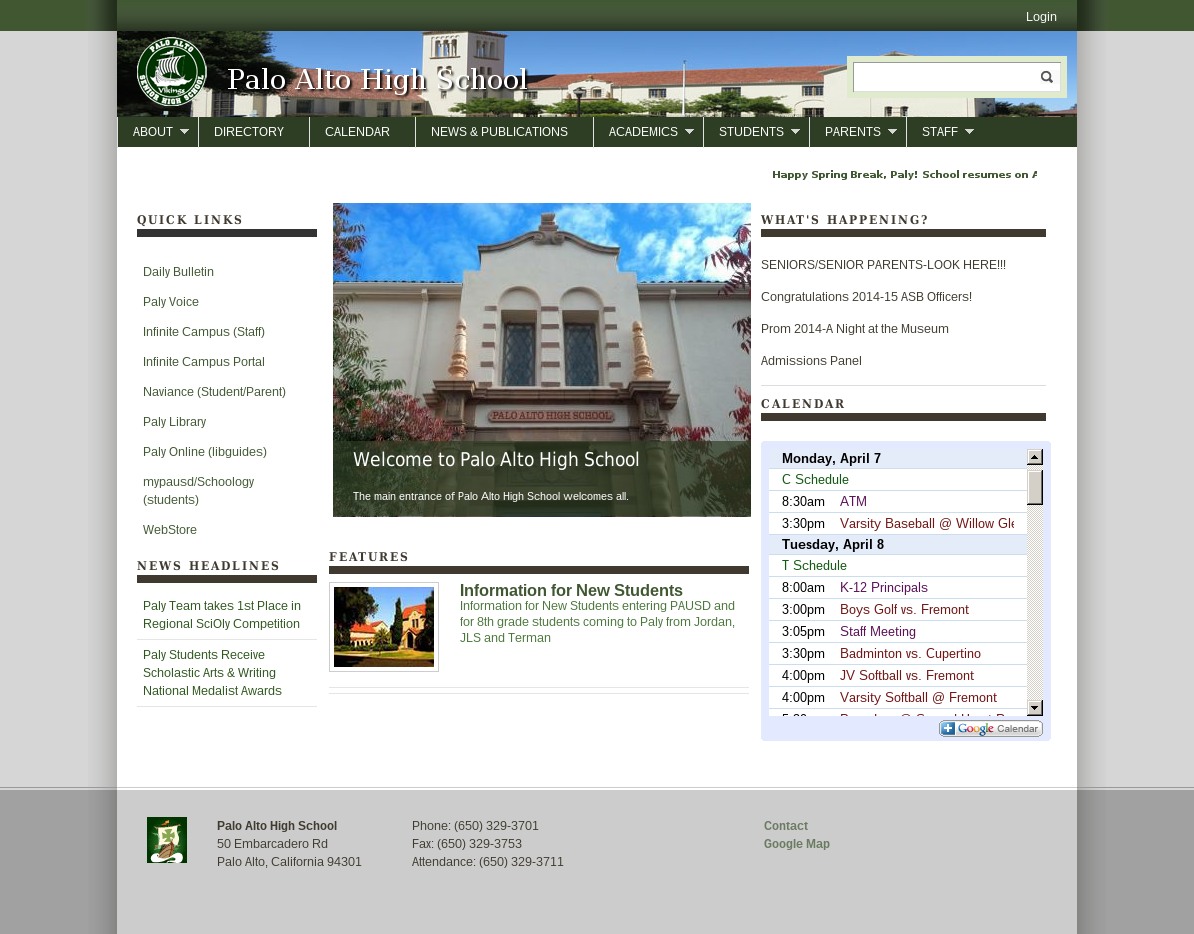 Login
PALO ALTO
Vikings
SENIOR HIGH SCHOOL
Palo Alto High School
ABOUT
DIRECTORY
CALENDAR
NEWS & PUBLICATIONS
ACADEMICS
STUDENTS
PARENTS
STAFF
Happy Spring Break, Paly! School resumes on
QUICK LINKS
Daily Bulletin
Paly Voice
Infinite Campus (Staff)
Infinite Campus Portal
Naviance (Student/Parent)
Paly Library
Paly Online (libguides)
mypausd/Schoology
(students)
WebStore
NEWS HEADLINES
Paly Team takes 1st Place in
Regional SciOly Competition
Paly Students Receive
Scholastic Arts & Writing
National Medalist Awards
PALO ALTO HIGH SCHOOL
Welcome to Palo Alto High School
The main entrance of Palo Alto High School welcomes all.
FEATURES
Information for New Students
Information for New Students entering PAUSD and
for 8th grade students coming to Paly from Jordan,
JLS and Terman
WHAT'S HAPPENING?
SENIORS/SENIOR PARENTS-LOOK HERE!!!
Congratulations 2014-15 ASB Officers!
Prom 2014-A Night at the Museum
Admissions Panel
CALENDAR
Monday, April 7
C Schedule
8:30am ATM
3:30pm Varsity Baseball @ Willow Gle
Tuesday, April 8
T Schedule
8:00am K-12 Principals
3:00pm Boys Golf vs. Fremont
3:05pm Staff Meeting
3:30pm Badminton vs. Cupertino
4:00pm JV Softball vs. Fremont
4:00pm Varsity Softball @ Fremont
Google Calendar
Palo Alto High School
50 Embarcadero Rd
Palo Alto, California 94301
Phone: (650) 329-3701
Fax: (650) 329-3753
Attendance: (650) 329-3711
Contact
Google Map